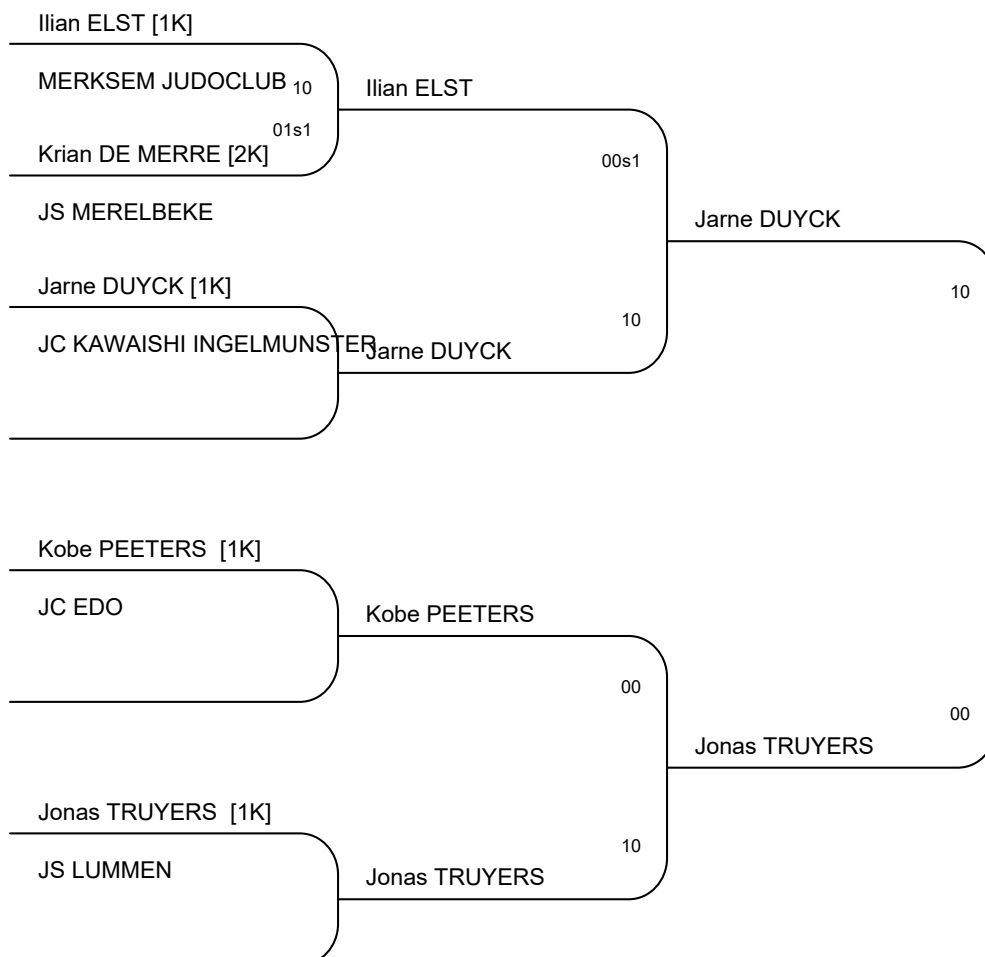 Ilian ELST [1K]
MERKSEM JUDOCLUB 10
Ilian ELST
01s1
Krian DE MERRE [2K]
00s1
JS MERELBEKE
Jarne DUYCK
Jarne DUYCK [1K]
10
10
JC KAWAISHI INGELMUNSTER
Jarne DUYCK
Kobe PEETERS  [1K]
JC EDO
Kobe PEETERS
00
00
Jonas TRUYERS
Jonas TRUYERS  [1K]
10
JS LUMMEN
Jonas TRUYERS